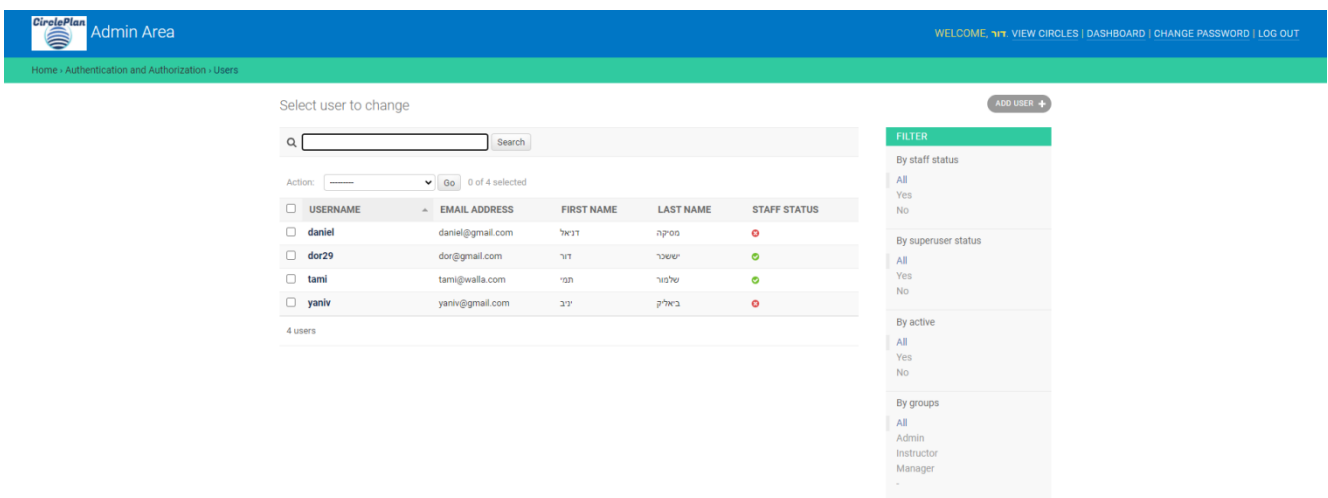 CirclePlan
Admin Area
WELCOME, דור. VIEW CIRCLES | DASHBOARD | CHANGE PASSWORD | LOG OUT
Home › Authentication and Authorization › Users
Select user to change
ADD USER +
Search
Action: --------- Go 0 of 4 selected
USERNAME EMAIL ADDRESS FIRST NAME LAST NAME STAFF STATUS
daniel daniel@gmail.com דניאל מסיקה
dor29 dor@gmail.com דור יששכר
tami tami@walla.com תמי שלמור
yaniv yaniv@gmail.com יניב ביאליק
4 users
FILTER
By staff status
All
Yes
No
By superuser status
All
Yes
No
By active
All
Yes
No
By groups
All
Admin
Instructor
Manager
-